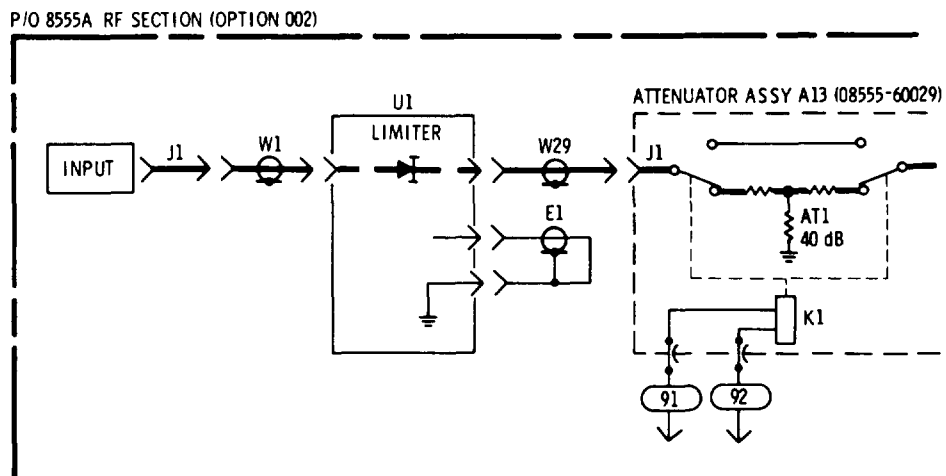 P/O 8555A RF SECTION (OPTION 002)
U1
ATTENUATOR ASSY A13 (08555-60029)
INPUT
J1
W1
LIMITER
W29
J1
E1
AT1
40 dB
K1
91
92